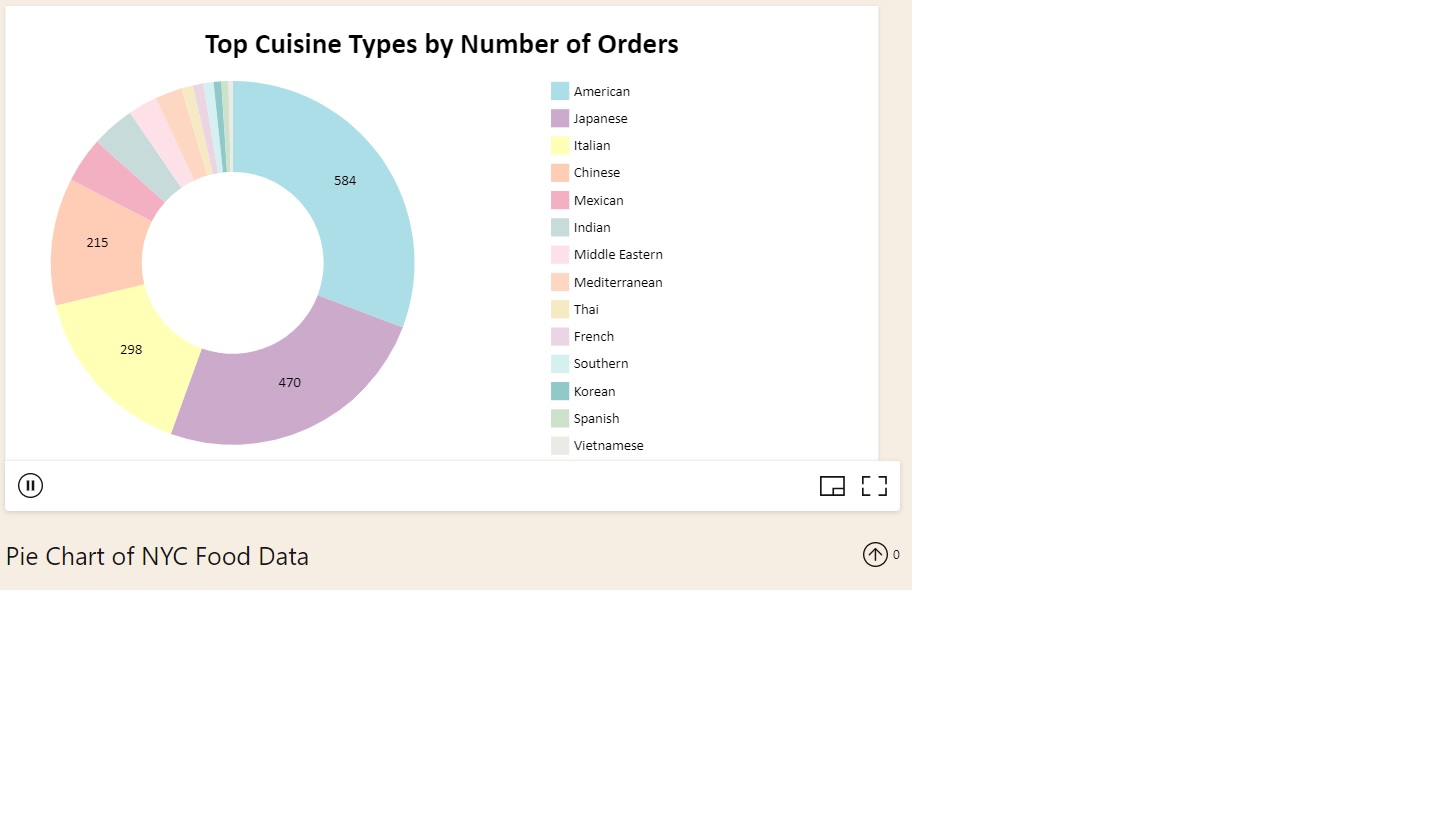 Top Cuisine Types by Number of Orders
584
470
298
215
American
Japanese
Italian
Chinese
Mexican
Indian
Middle Eastern
Mediterranean
Thai
French
Southern
Korean
Spanish
Vietnamese
Pie Chart of NYC Food Data
0